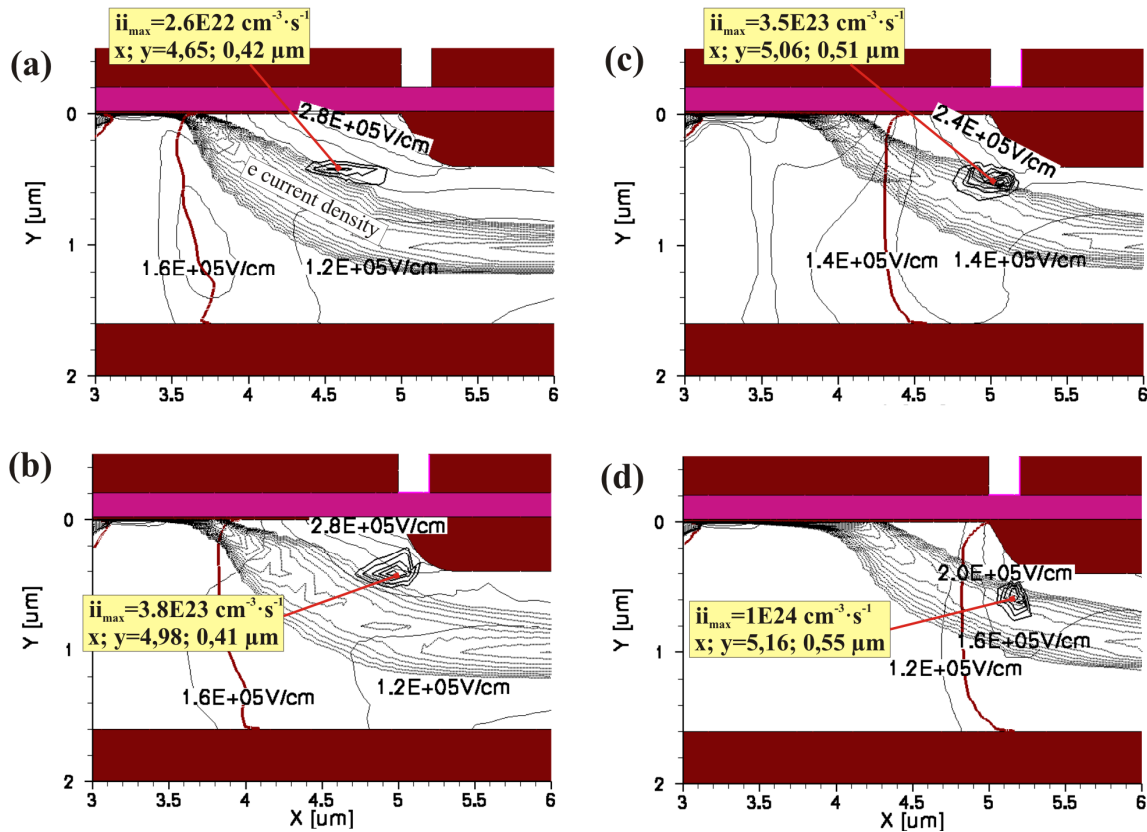 (a)
ii_max=2.6E22 cm⁻³·s⁻¹
x; y=4,65; 0,42 µm
2.8E+05V/cm
e current density
1.6E+05V/cm
1.2E+05V/cm
Y [um]
0
1
2
3
3.5
4
4.5
5
5.5
6
(c)
ii_max=3.5E23 cm⁻³·s⁻¹
x; y=5,06; 0,51 µm
2.4E+05V/cm
1.4E+05V/cm
1.4E+05V/cm
Y [um]
0
1
2
3
3.5
4
4.5
5
5.5
6
(b)
2.8E+05V/cm
ii_max=3.8E23 cm⁻³·s⁻¹
x; y=4,98; 0,41 µm
1.6E+05V/cm
1.2E+05V/cm
Y [um]
0
1
2
3
3.5
4
4.5
5
5.5
6
X [um]
(d)
2.0E+05V/cm
ii_max=1E24 cm⁻³·s⁻¹
x; y=5,16; 0,55 µm
1.6E+05V/cm
1.2E+05V/cm
Y [um]
0
1
2
3
3.5
4
4.5
5
5.5
6
X [um]